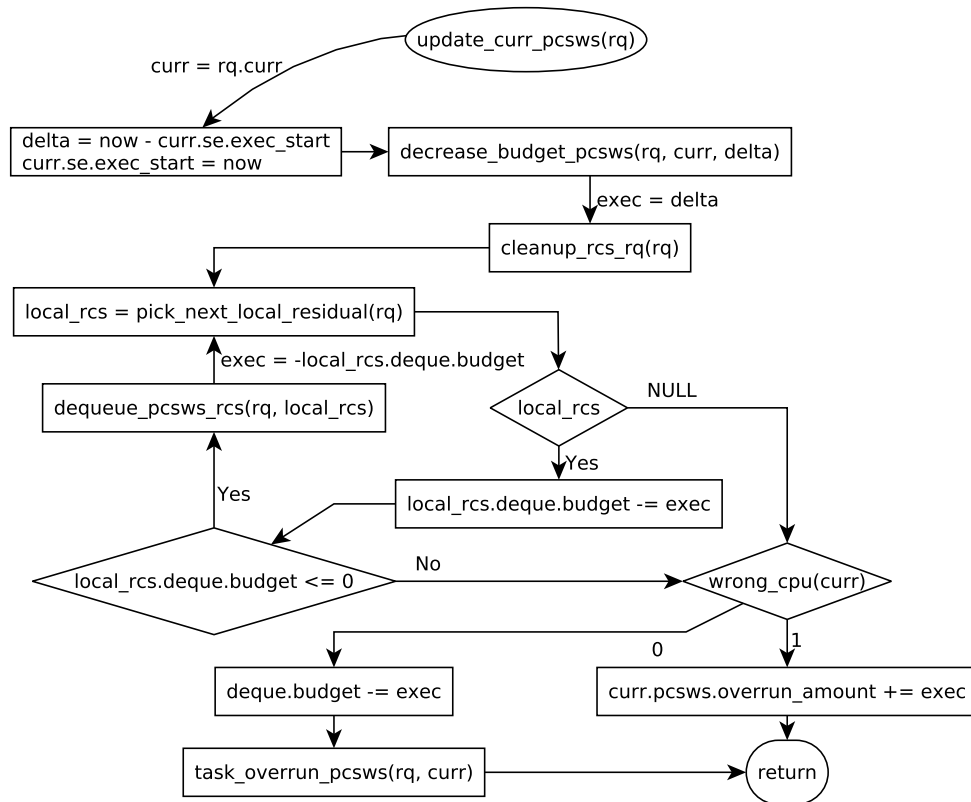 update_curr_pcsws(rq)
curr = rq.curr
delta = now - curr.se.exec_start
curr.se.exec_start = now
decrease_budget_pcsws(rq, curr, delta)
exec = delta
cleanup_rcs_rq(rq)
local_rcs = pick_next_local_residual(rq)
exec = -local_rcs.deque.budget
dequeue_pcsws_rcs(rq, local_rcs)
local_rcs
NULL
Yes
local_rcs.deque.budget -= exec
Yes
local_rcs.deque.budget <= 0
No
wrong_cpu(curr)
0
1
deque.budget -= exec
curr.pcsws.overrun_amount += exec
task_overrun_pcsws(rq, curr)
return